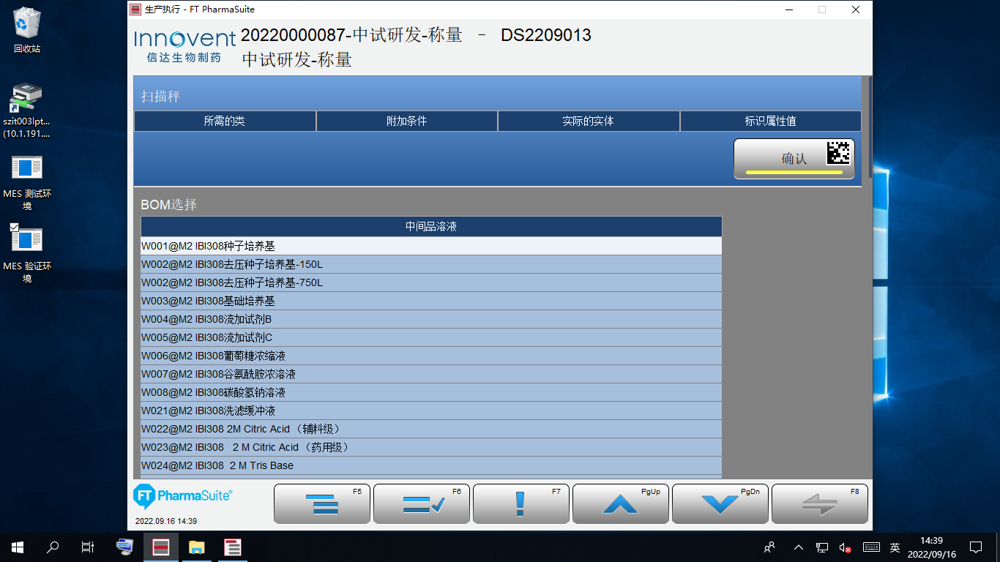 生产执行 - FT PharmaSuite
回收站
szit003lpt...
(10.1.191....
MES 测试环
境
MES 验证环
境
Innovent
信达生物制药
20220000087-中试研发-称量 - DS2209013
中试研发-称量
扫描秤
所需的类 附加条件 实际的实体 标识属性值
确认
BOM选择
中间品溶液
W001@M2 IBI308种子培养基
W002@M2 IBI308去压种子培养基-150L
W002@M2 IBI308去压种子培养基-750L
W003@M2 IBI308基础培养基
W004@M2 IBI308流加试剂B
W005@M2 IBI308流加试剂C
W006@M2 IBI308葡萄糖浓缩液
W007@M2 IBI308谷氨酰胺浓溶液
W008@M2 IBI308碳酸氢钠溶液
W021@M2 IBI308洗滤缓冲液
W022@M2 IBI308 2M Citric Acid （辅料级）
W023@M2 IBI308 2 M Citric Acid （药用级）
W024@M2 IBI308 2 M Tris Base
FT PharmaSuite®
2022.09.16 14:39
F5 F6 F7 PgUp PgDn F8
英
14:39
2022/09/16